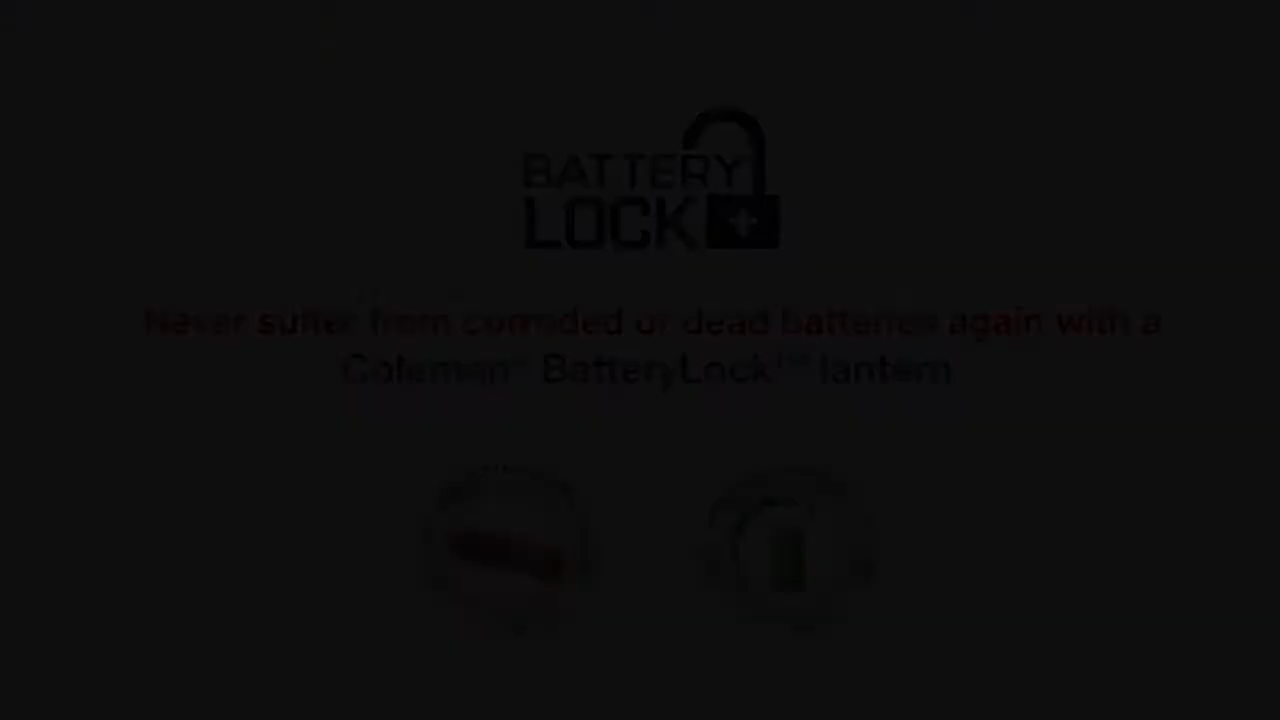 BATTERY
LOCK
Never suffer from corroded or dead batteries again with a
Coleman® BatteryLock™ lantern